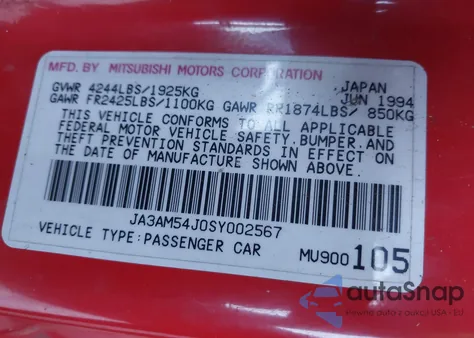 MFD. BY MITSUBISHI MOTORS CORPORATION JAPAN
GVWR 4244LBS/1925KG JUN 1994
GAWR FR2425LBS/1100KG GAWR RR1874LBS/ 850KG
THIS VEHICLE CONFORMS TO ALL APPLICABLE
FEDERAL MOTOR VEHICLE SAFETY,BUMPER,AND
THEFT PREVENTION STANDARDS IN EFFECT ON
THE DATE OF MANUFACTURE SHOWN ABOVE.
JA3AM54J0SY002567
VEHICLE TYPE:PASSENGER CAR MU900105
autoSnap